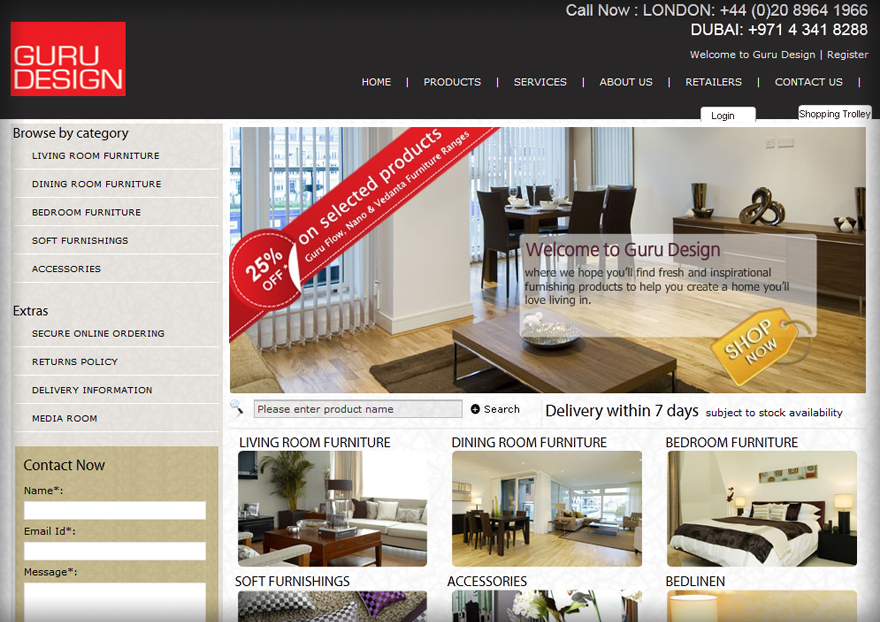 Call Now : LONDON: +44 (0)20 8964 1966
DUBAI: +971 4 341 8288
GURU
DESIGN
Welcome to Guru Design | Register
HOME | PRODUCTS | SERVICES | ABOUT US | RETAILERS | CONTACT US |
Login
Shopping Trolley
Browse by category
LIVING ROOM FURNITURE
DINING ROOM FURNITURE
BEDROOM FURNITURE
SOFT FURNISHINGS
ACCESSORIES
Extras
SECURE ONLINE ORDERING
RETURNS POLICY
DELIVERY INFORMATION
MEDIA ROOM
Contact Now
Name*:
Email Id*:
Message*:
25%
OFF*
on selected products
Guru Flow, Nano & Vedanta Furniture Ranges
Welcome to Guru Design
where we hope you'll find fresh and inspirational
furnishing products to help you create a home you'll
love living in.
SHOP
NOW
Please enter product name
Search
Delivery within 7 days subject to stock availability
LIVING ROOM FURNITURE
DINING ROOM FURNITURE
BEDROOM FURNITURE
SOFT FURNISHINGS
ACCESSORIES
BEDLINEN